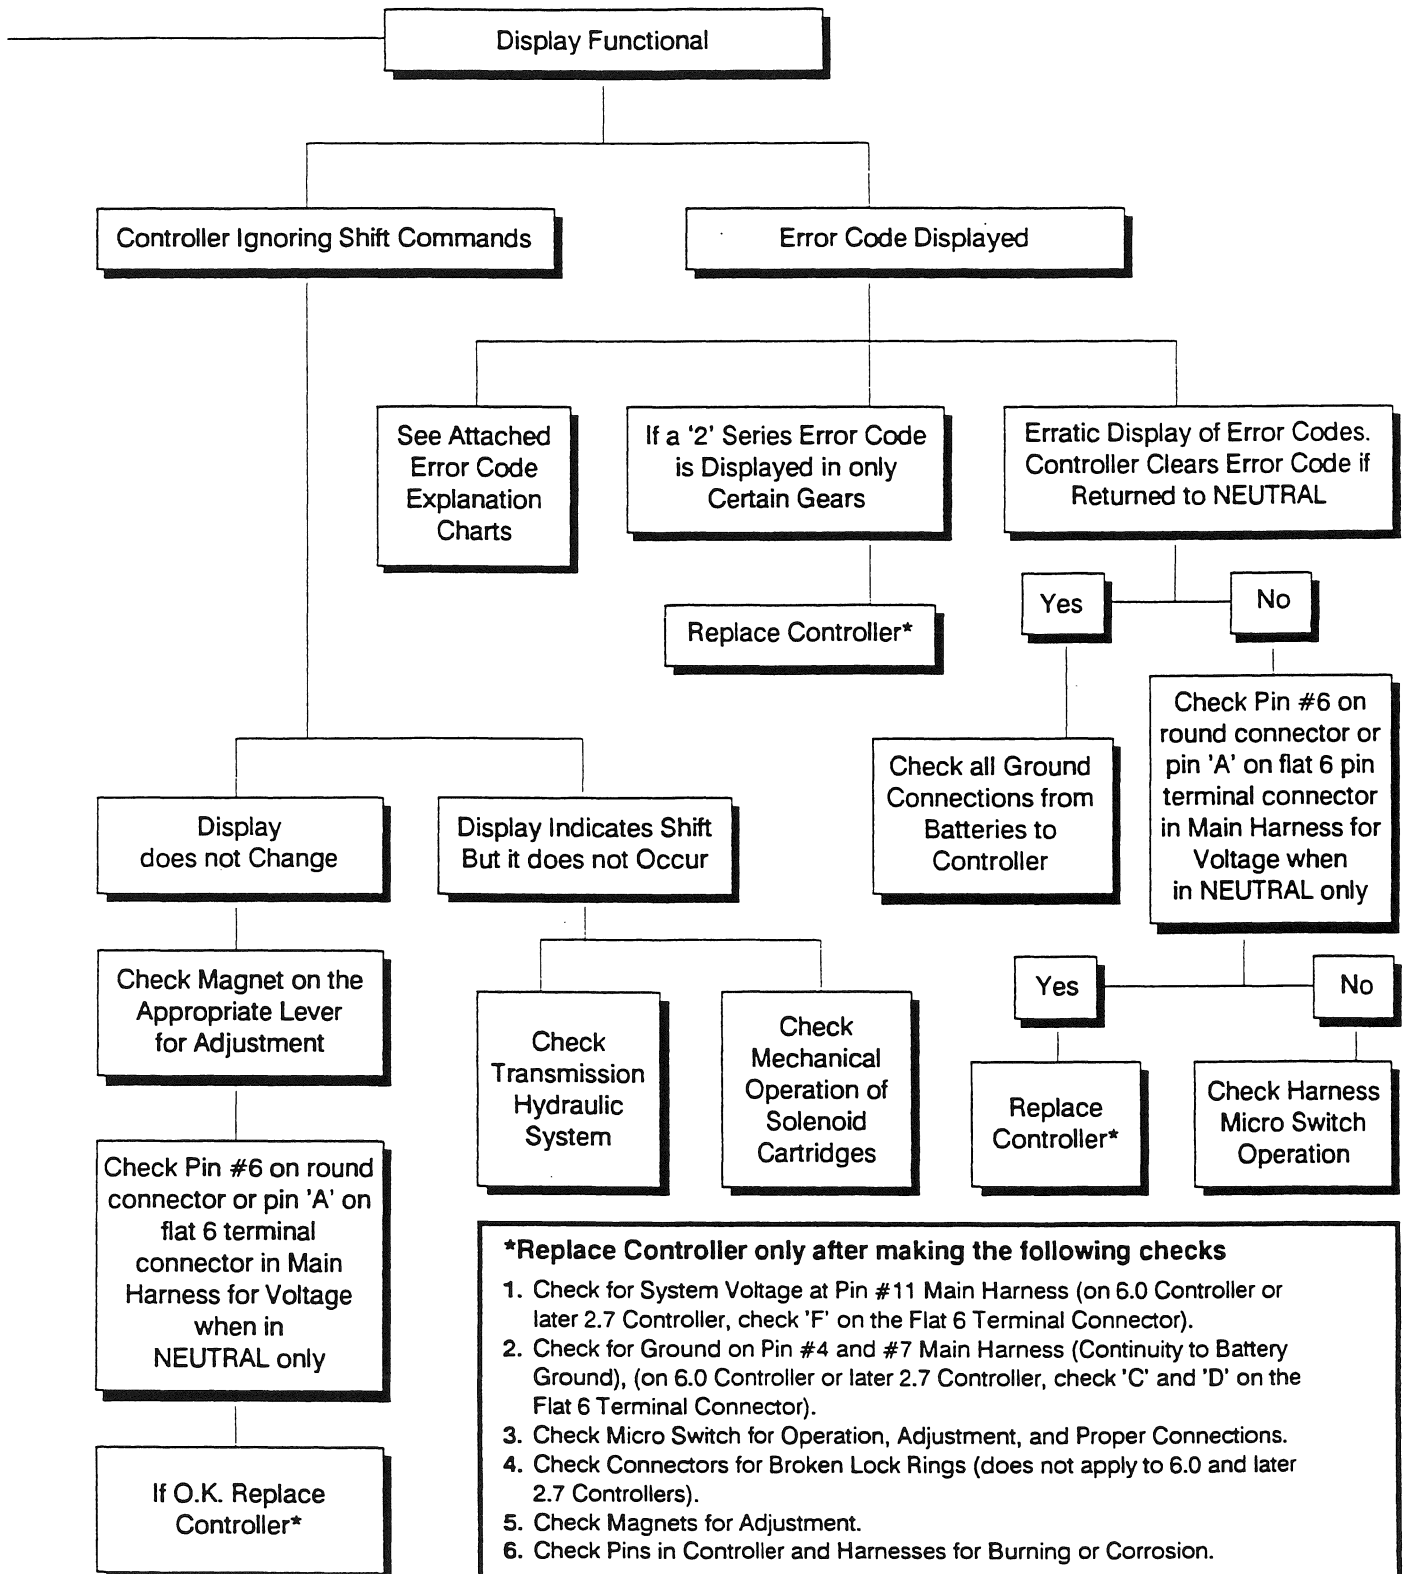 Display Functional
Controller Ignoring Shift Commands
Error Code Displayed
See Attached
Error Code
Explanation
Charts
If a '2' Series Error Code
is Displayed in only
Certain Gears
Erratic Display of Error Codes.
Controller Clears Error Code if
Returned to NEUTRAL
Replace Controller*
Yes
No
Check all Ground
Connections from
Batteries to
Controller
Check Pin #6 on
round connector or
pin 'A' on flat 6 pin
terminal connector
in Main Harness for
Voltage when
in NEUTRAL only
Display
does not Change
Display Indicates Shift
But it does not Occur
Check Magnet on the
Appropriate Lever
for Adjustment
Check
Transmission
Hydraulic
System
Check
Mechanical
Operation of
Solenoid
Cartridges
Yes
No
Replace
Controller*
Check Harness
Micro Switch
Operation
Check Pin #6 on round
connector or pin 'A' on
flat 6 terminal
connector in Main
Harness for Voltage
when in
NEUTRAL only
If O.K. Replace
Controller*
*Replace Controller only after making the following checks
1. Check for System Voltage at Pin #11 Main Harness (on 6.0 Controller or
later 2.7 Controller, check 'F' on the Flat 6 Terminal Connector).
2. Check for Ground on Pin #4 and #7 Main Harness (Continuity to Battery
Ground), (on 6.0 Controller or later 2.7 Controller, check 'C' and 'D' on the
Flat 6 Terminal Connector).
3. Check Micro Switch for Operation, Adjustment, and Proper Connections.
4. Check Connectors for Broken Lock Rings (does not apply to 6.0 and later
2.7 Controllers).
5. Check Magnets for Adjustment.
6. Check Pins in Controller and Harnesses for Burning or Corrosion.